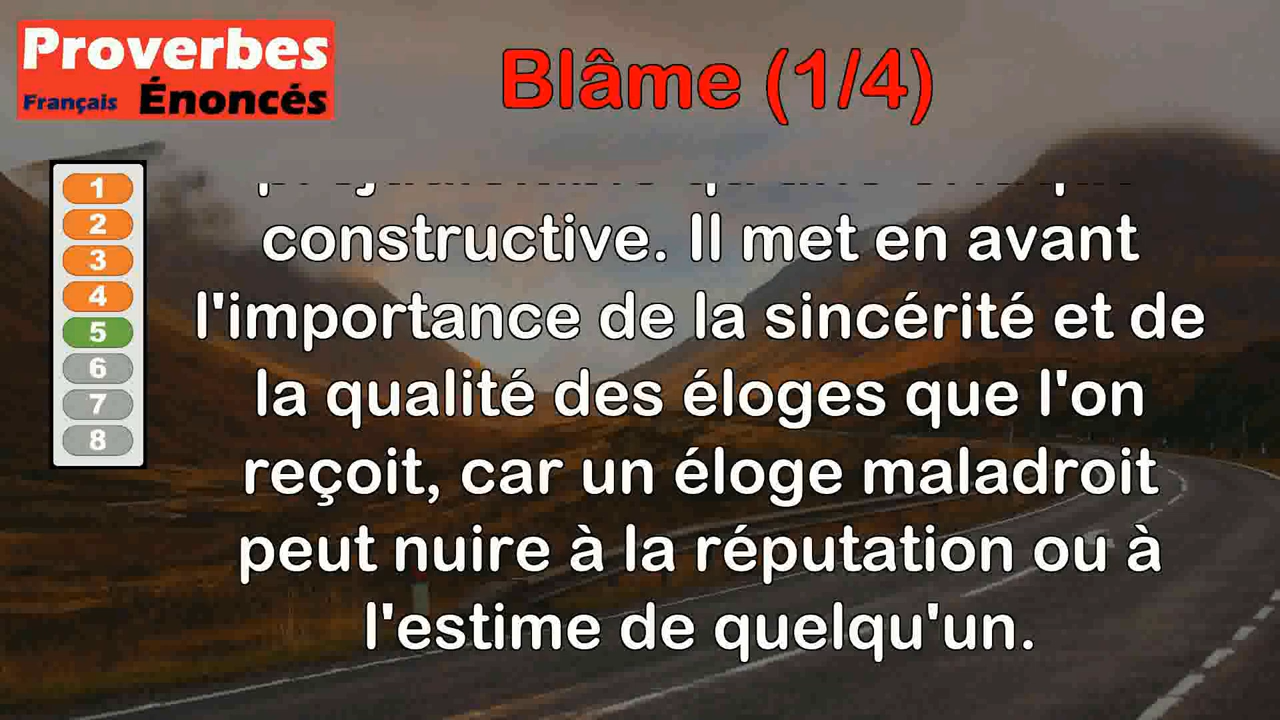 Proverbes
Français Énoncés
Blâme (1/4)
1
2
3
4
5
6
7
8
constructive. Il met en avant
l'importance de la sincérité et de
la qualité des éloges que l'on
reçoit, car un éloge maladroit
peut nuire à la réputation ou à
l'estime de quelqu'un.